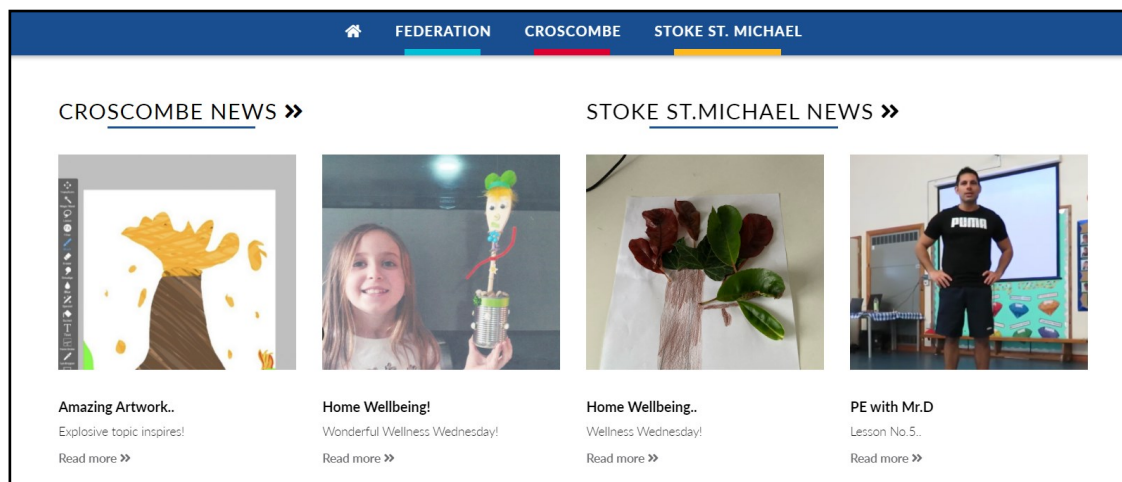 FEDERATION CROSCOMBE STOKE ST. MICHAEL
CROSCOMBE NEWS »
STOKE ST.MICHAEL NEWS »
T
PUMA
Amazing Artwork..
Explosive topic inspires!
Read more »
Home Wellbeing!
Wonderful Wellness Wednesday!
Read more »
Home Wellbeing..
Wellness Wednesday!
Read more »
PE with Mr.D
Lesson No.5..
Read more »